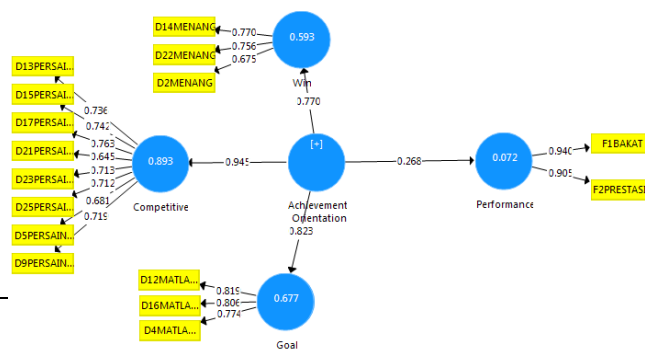 D14MENANG
D22MENANG
D2MENANG
0.770
0.756
0.675
0.593
Win
0.770
D13PERSAI...
D15PERSAI...
D17PERSAI...
D21PERSAI...
D23PERSAI...
D25PERSAI...
D5PERSAIN...
D9PERSAIN...
0.736
0.742
0.763
0.645
0.713
0.712
0.681
0.719
0.893
Competitive
0.945
[+]
Achievement
Orientation
0.268
0.072
Performance
0.940
0.905
F1BAKAT
F2PRESTASI
0.823
D12MATLA...
D16MATLA...
D4MATLA...
0.819
0.806
0.774
0.677
Goal